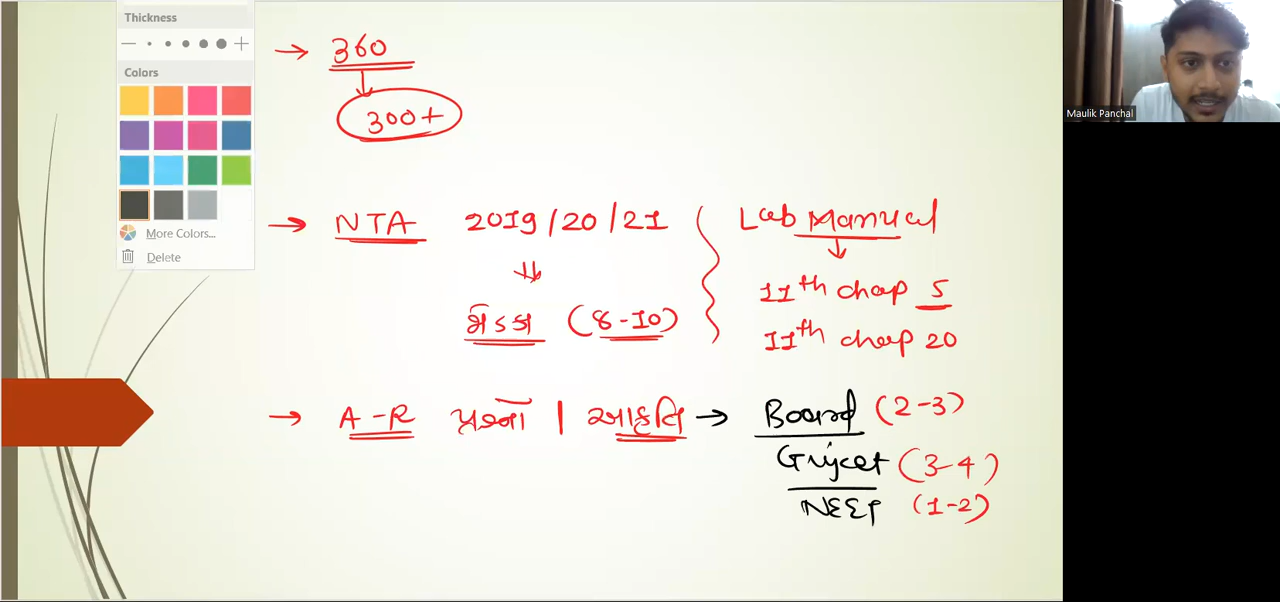 Thickness
Colors
More Colors...
Delete
Maulik Panchal
→ 360
300+
→ NTA 2019/20/21
દેડકા (8-10)
Lab Manual
11th chap 5
11th chap 20
→ A-R પ્રશ્નો | આકૃતિ → Board (2-3)
Gujcet (3-4)
NEET (1-2)